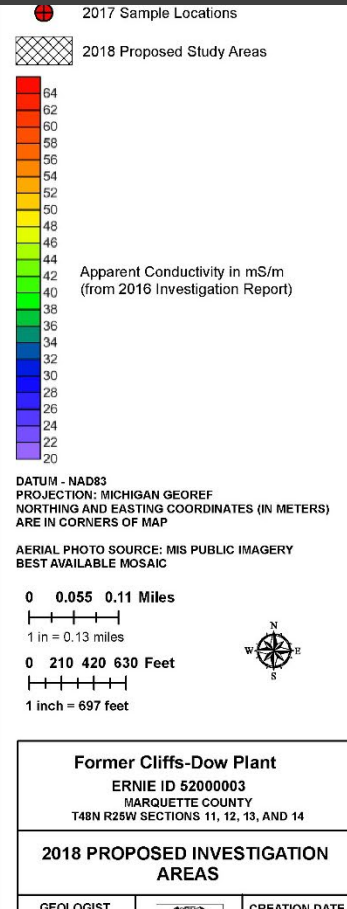 2017 Sample Locations
2018 Proposed Study Areas
64
62
60
58
56
54
52
50
48
46
44
42
40
38
36
34
32
30
28
26
24
22
20
Apparent Conductivity in mS/m
(from 2016 Investigation Report)
DATUM - NAD83
PROJECTION: MICHIGAN GEOREF
NORTHING AND EASTING COORDINATES (IN METERS)
ARE IN CORNERS OF MAP
AERIAL PHOTO SOURCE: MIS PUBLIC IMAGERY
BEST AVAILABLE MOSAIC
0 0.055 0.11 Miles
1 in = 0.13 miles
0 210 420 630 Feet
1 inch = 697 feet
N
W E
S
Former Cliffs-Dow Plant
ERNIE ID 52000003
MARQUETTE COUNTY
T48N R25W SECTIONS 11, 12, 13, AND 14
2018 PROPOSED INVESTIGATION
AREAS
GEOLOGIST CREATION DATE